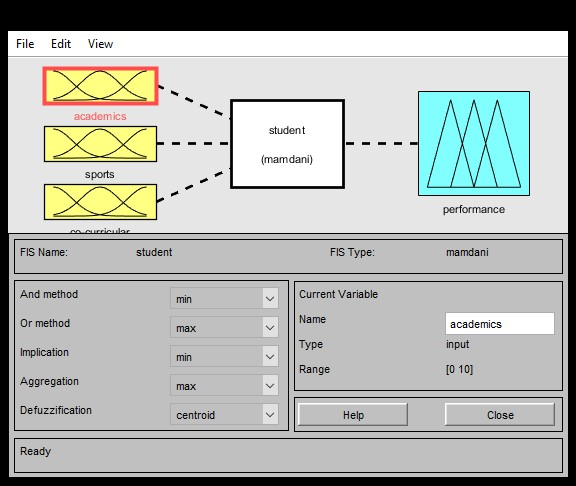 File Edit View
academics
student
(mamdani)
sports
co-curricular
performance
FIS Name: student FIS Type: mamdani
And method min
Or method max
Implication min
Aggregation max
Defuzzification centroid
Current Variable
Name academics
Type input
Range [0 10]
Help Close
Ready